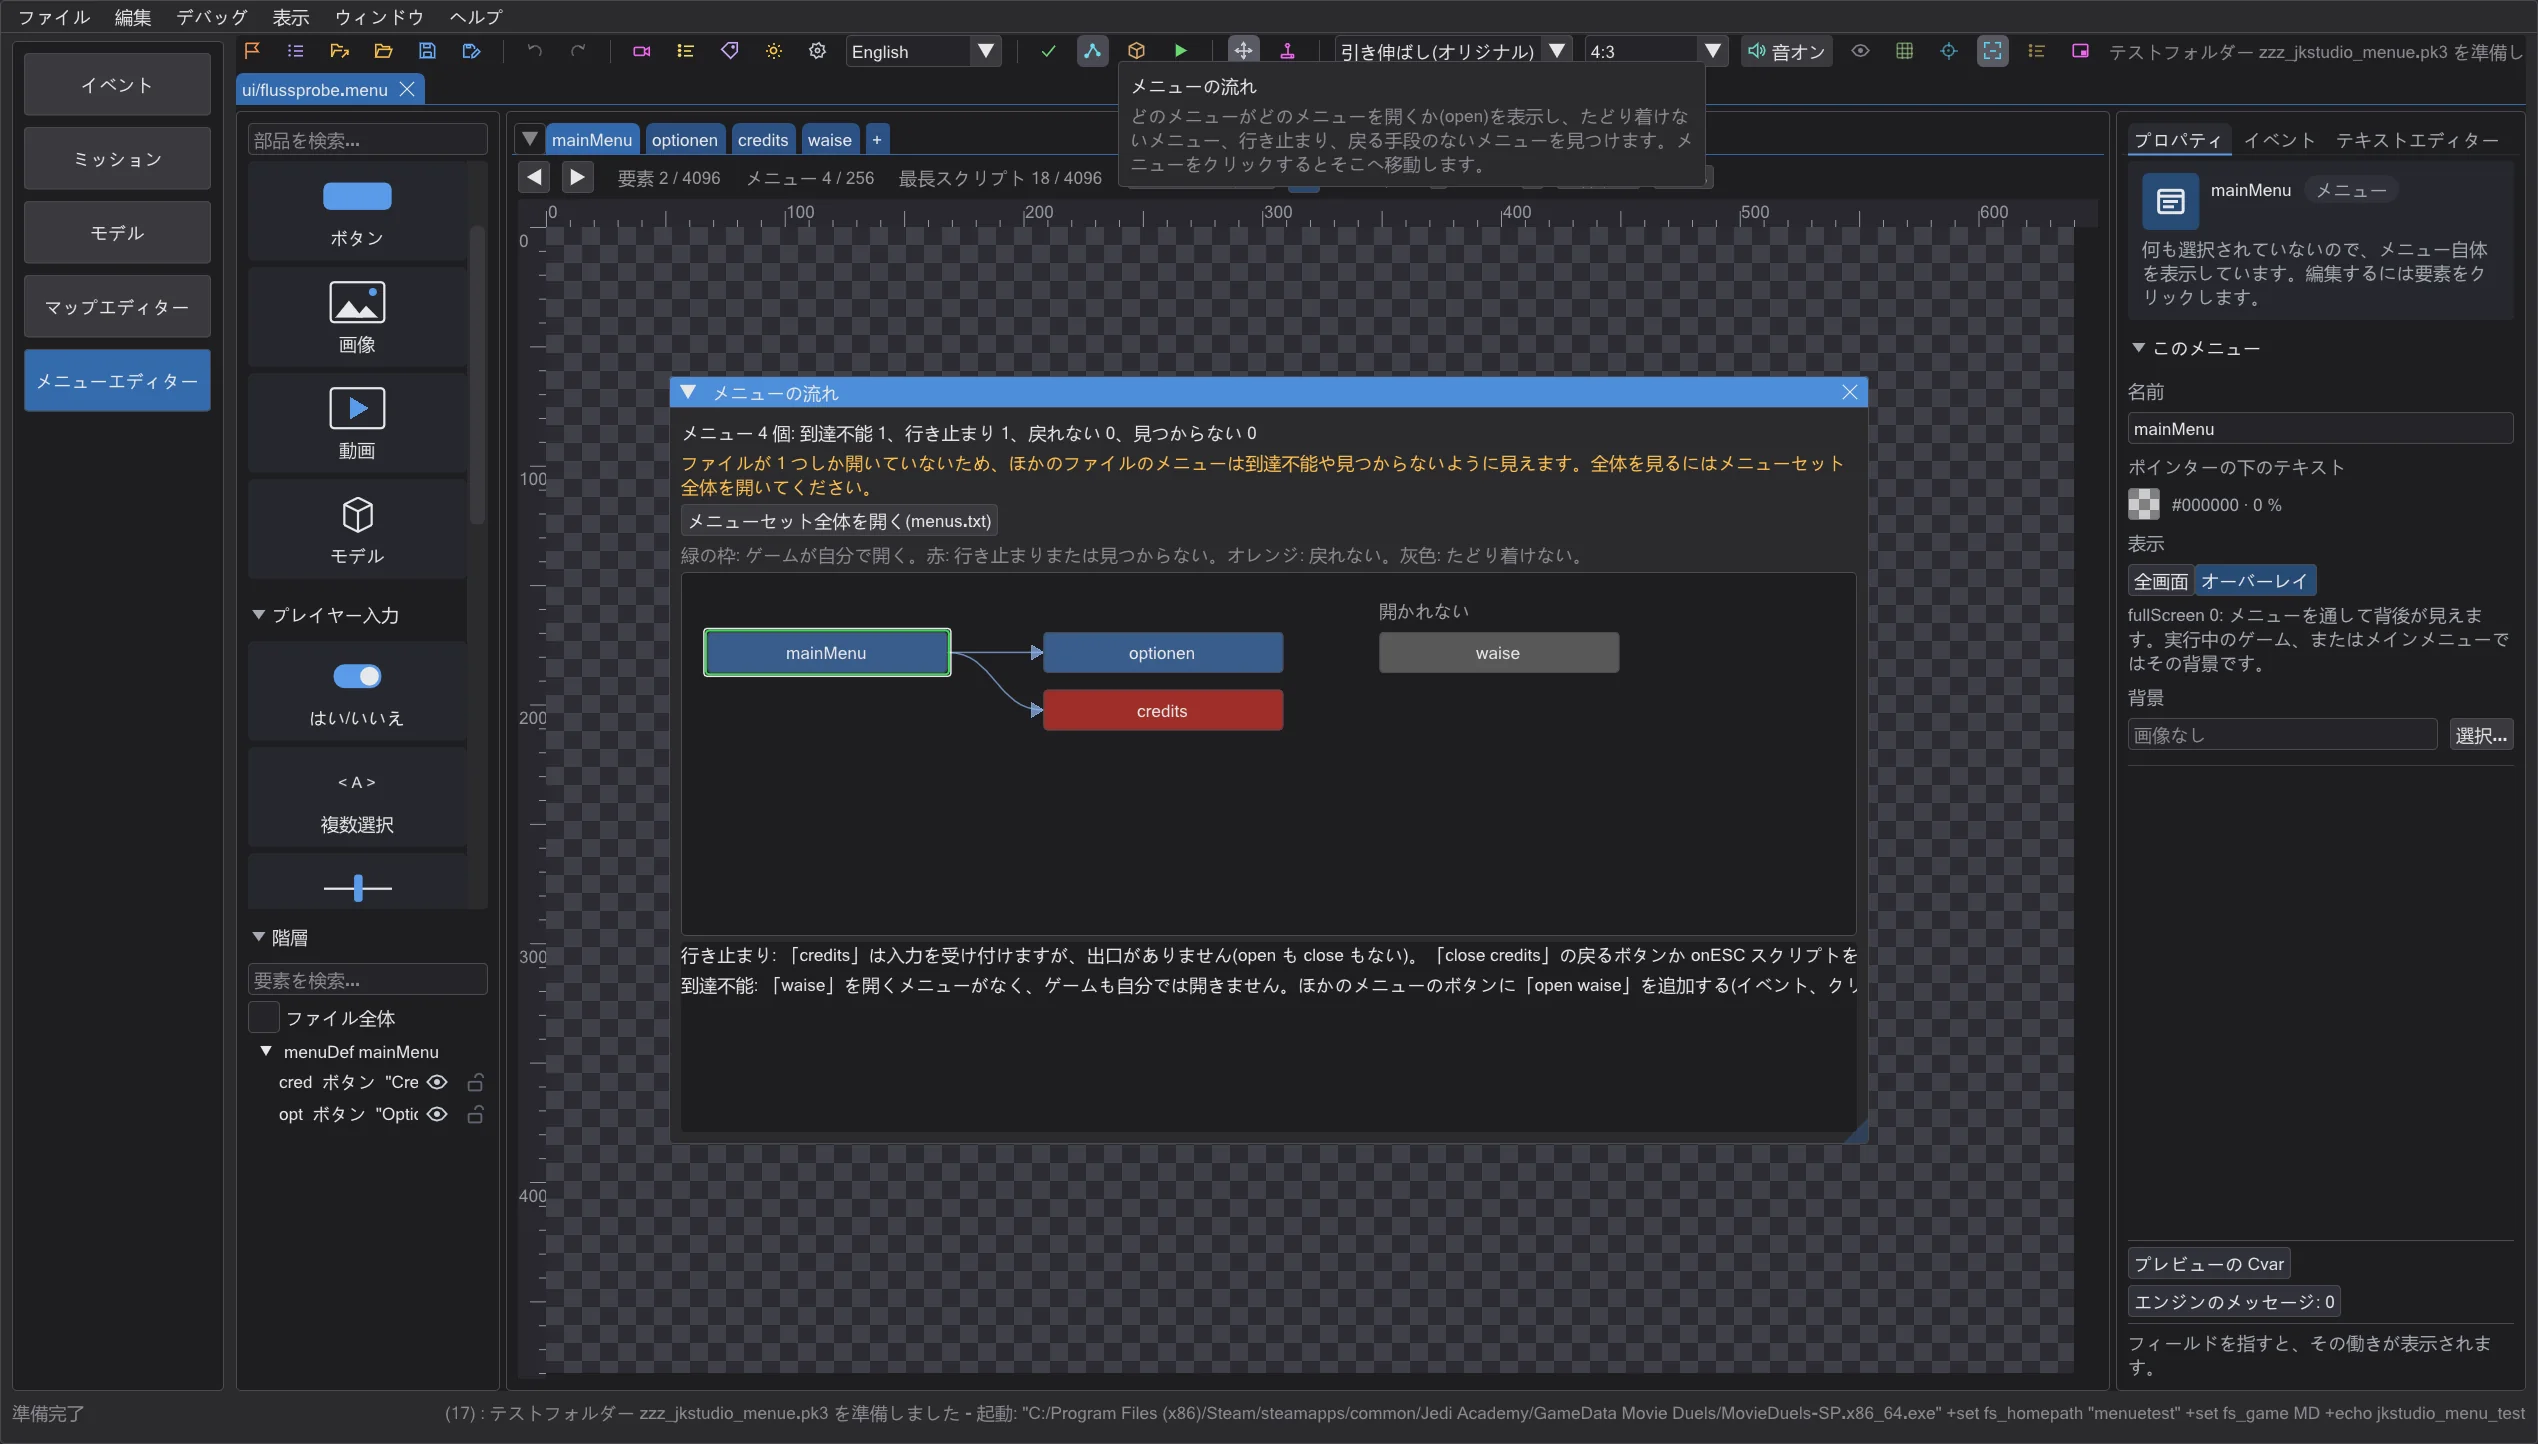 ファイル 編集 デバッグ 表示 ウィンドウ ヘルプ
English
引き伸ばし(オリジナル)
4:3
音オン
テストフォルダー zzz_jkstudio_menue.pk3 を準備し
イベント
ミッション
モデル
マップエディター
メニューエディター
ui/flussprobe.menu
部品を検索...
ボタン
画像
動画
モデル
プレイヤー入力
はい/いいえ
< A >
複数選択
階層
要素を検索...
ファイル全体
menuDef mainMenu
cred ボタン "Cre
opt ボタン "Optic
mainMenu optionen credits waise +
要素 2 / 4096 メニュー 4 / 256 最長スクリプト 18 / 4096
メニューの流れ
どのメニューがどのメニューを開くか(open)を表示し、たどり着けな
いメニュー、行き止まり、戻る手段のないメニューを見つけます。メ
ニューをクリックするとそこへ移動します。
0 100 200 300 400 500 600
0
100
200
300
400
メニューの流れ
メニュー 4 個: 到達不能 1、行き止まり 1、戻れない 0、見つからない 0
ファイルが 1 つしか開いていないため、ほかのファイルのメニューは到達不能や見つからないように見えます。全体を見るにはメニューセット
全体を開いてください。
メニューセット全体を開く(menus.txt)
緑の枠: ゲームが自分で開く。赤: 行き止まりまたは見つからない。オレンジ: 戻れない。灰色: たどり着けない。
開かれない
mainMenu
optionen
waise
credits
行き止まり: 「credits」は入力を受け付けますが、出口がありません(open も close もない)。「close credits」の戻るボタンか onESC スクリプトを
到達不能: 「waise」を開くメニューがなく、ゲームも自分では開きません。ほかのメニューのボタンに「open waise」を追加する(イベント、クリ
プロパティ イベント テキストエディター
mainMenu メニュー
何も選択されていないので、メニュー自体
を表示しています。編集するには要素をク
リックします。
このメニュー
名前
mainMenu
ポインターの下のテキスト
#000000 · 0 %
表示
全画面 オーバーレイ
fullScreen 0: メニューを通して背後が見えま
す。実行中のゲーム、またはメインメニューで
はその背景です。
背景
画像なし
選択...
プレビューの Cvar
エンジンのメッセージ: 0
フィールドを指すと、その働きが表示されま
す。
準備完了
(17) : テストフォルダー zzz_jkstudio_menue.pk3 を準備しました - 起動: "C:/Program Files (x86)/Steam/steamapps/common/Jedi Academy/GameData Movie Duels/MovieDuels-SP.x86_64.exe" +set fs_homepath "menuetest" +set fs_game MD +echo jkstudio_menu_test